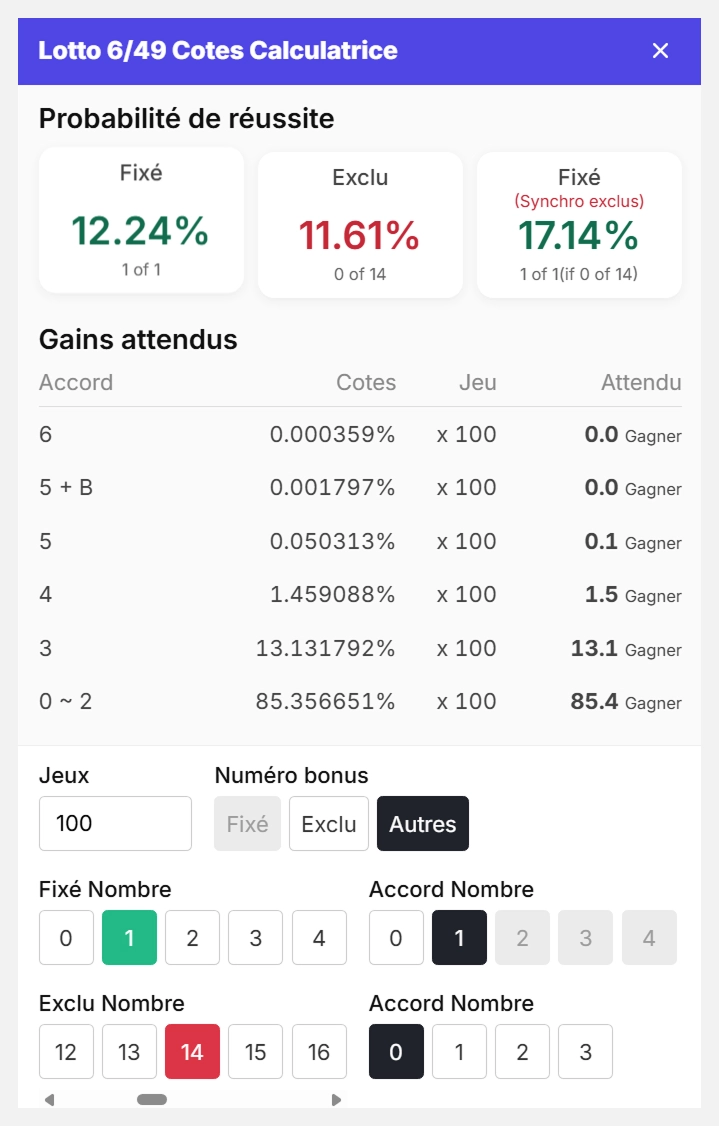 Lotto 6/49 Cotes Calculatrice ×
Probabilité de réussite
Fixé
12.24%
1 of 1
Exclu
11.61%
0 of 14
Fixé
(Synchro exclus)
17.14%
1 of 1(if 0 of 14)
Gains attendus
Accord Cotes Jeu Attendu
6 0.000359% x 100 0.0 Gagner
5 + B 0.001797% x 100 0.0 Gagner
5 0.050313% x 100 0.1 Gagner
4 1.459088% x 100 1.5 Gagner
3 13.131792% x 100 13.1 Gagner
0 ~ 2 85.356651% x 100 85.4 Gagner
Jeux Numéro bonus
100 Fixé Exclu Autres
Fixé Nombre Accord Nombre
0 1 2 3 4 0 1 2 3 4
Exclu Nombre Accord Nombre
12 13 14 15 16 0 1 2 3